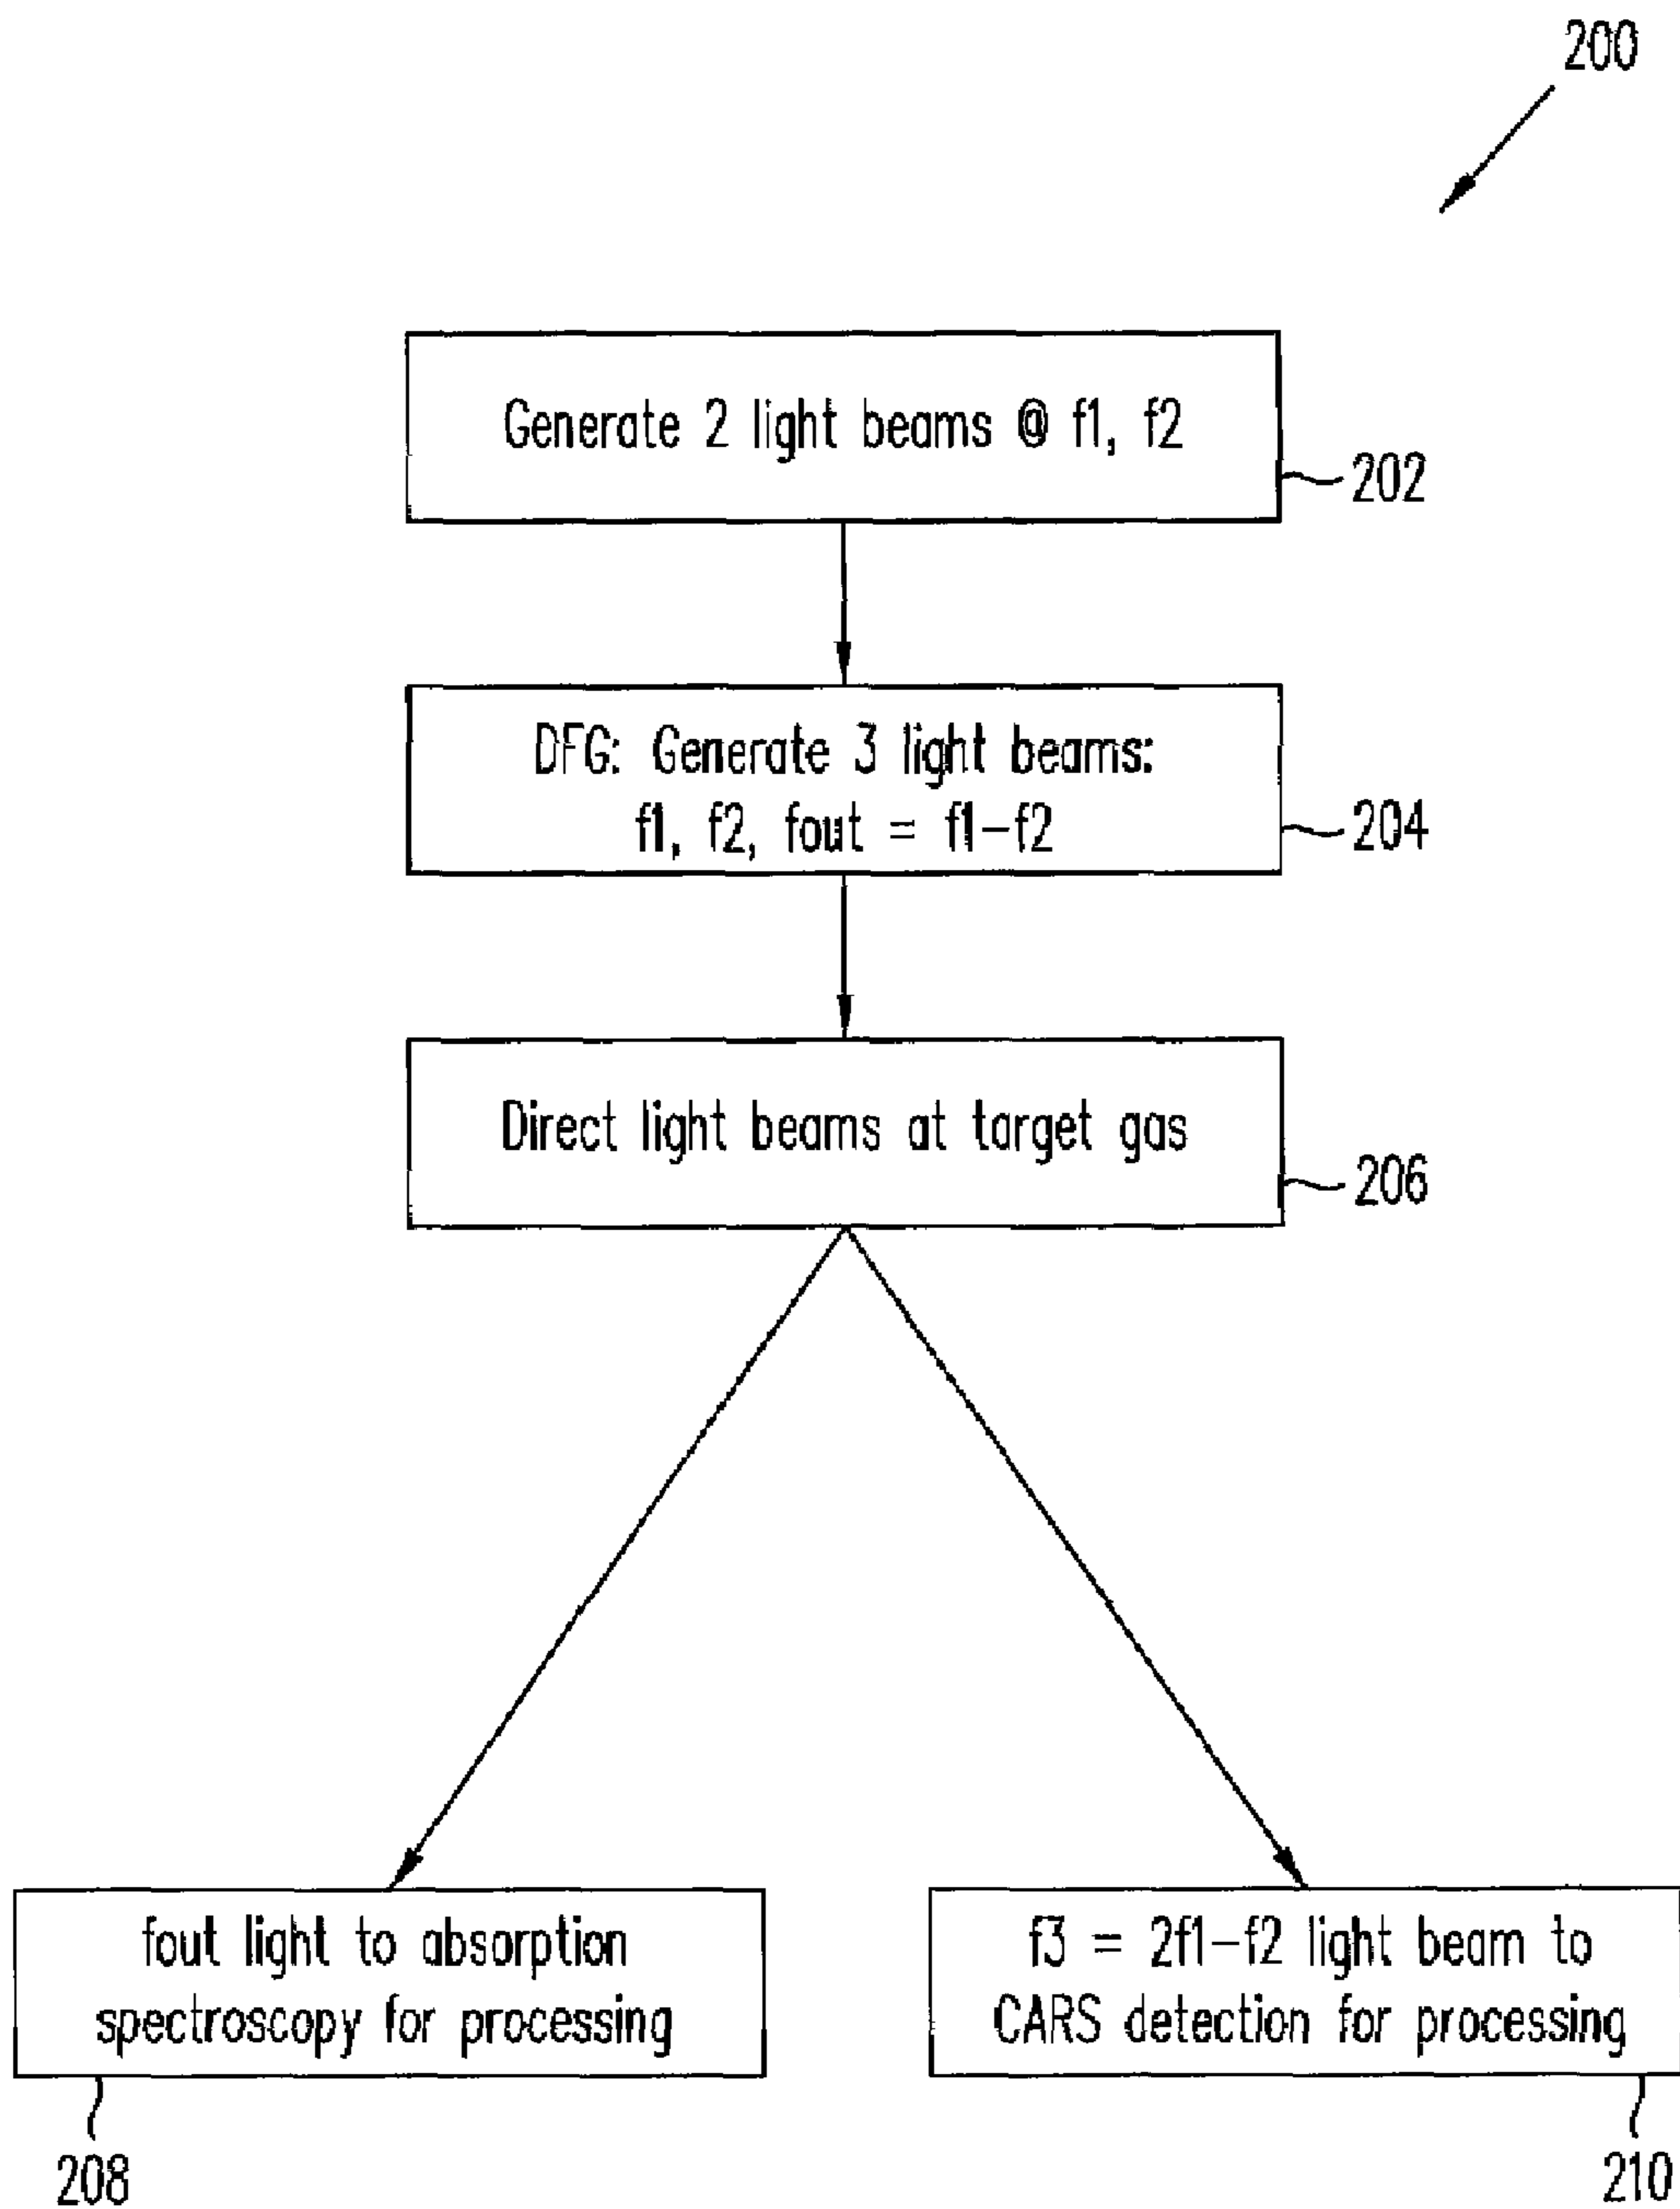 200
Generate 2 light beams @ f1, f2
202
DFG: Generate 3 light beams:
f1, f2, fout = f1-f2
204
Direct light beams at target gas
206
fout light to absorption
spectroscopy for processing
208
f3 = 2f1-f2 light beam to
CARS detection for processing
210